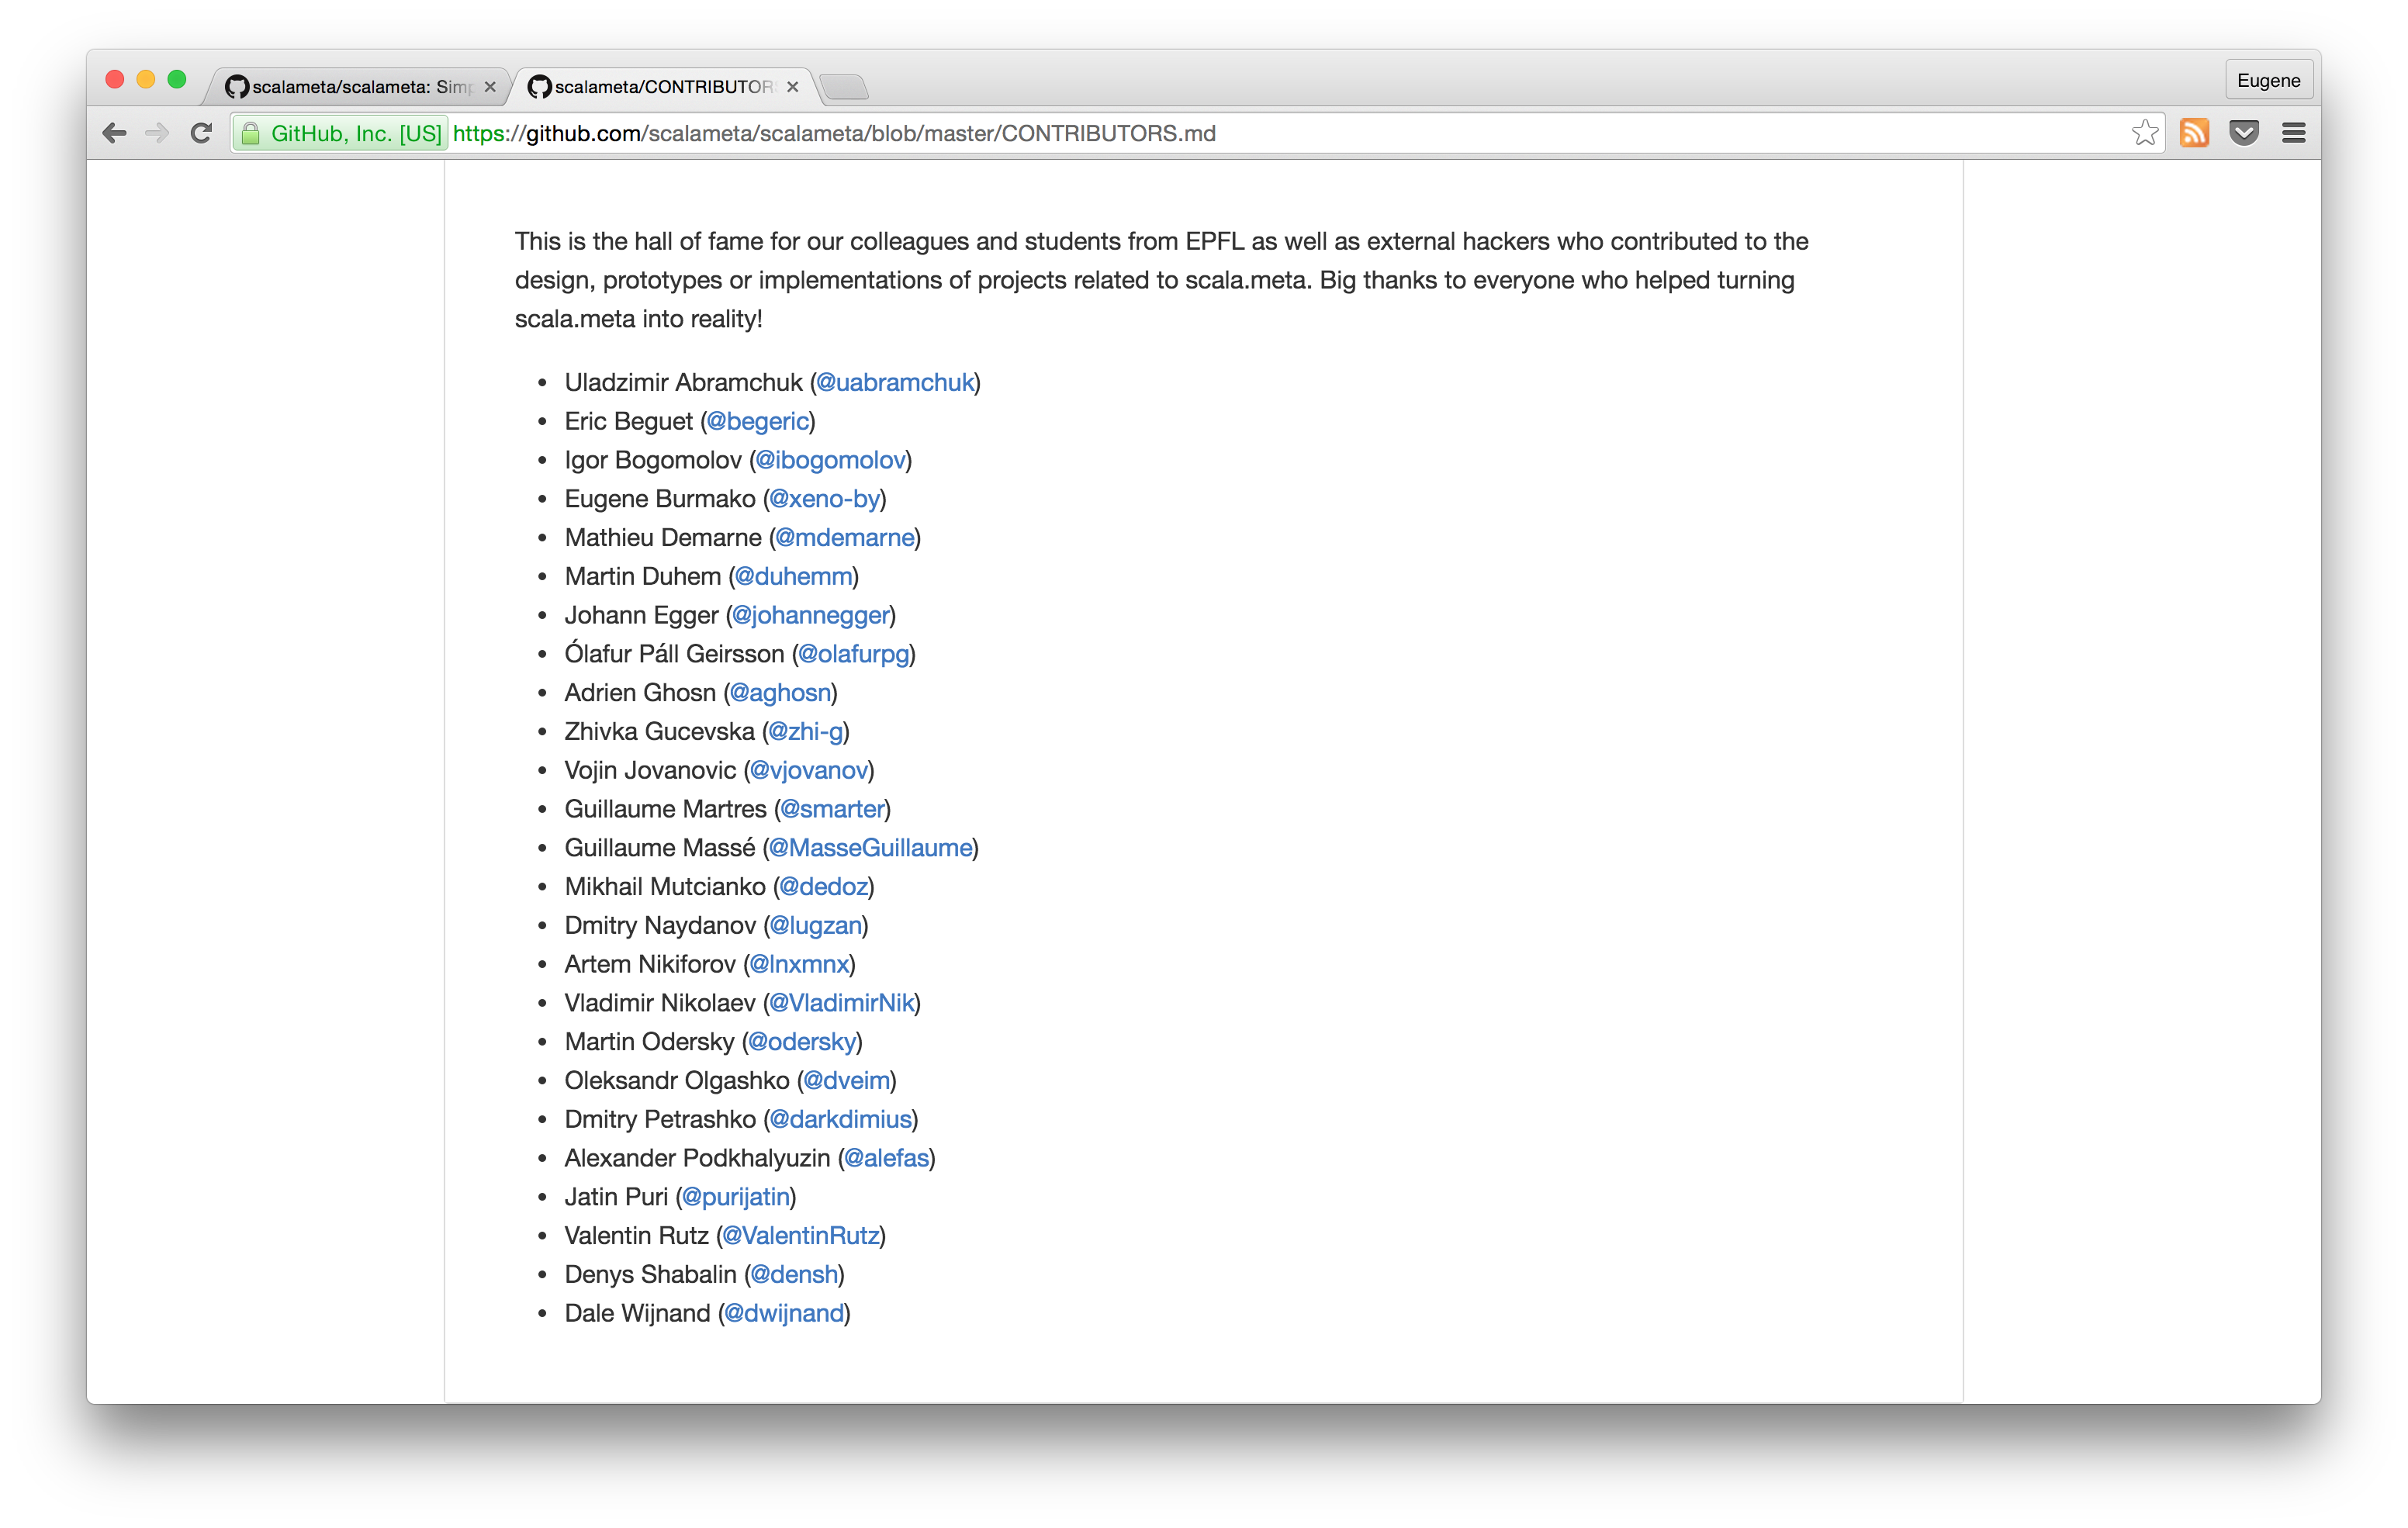 scalameta/scalameta: Simp
scalameta/CONTRIBUTORS
Eugene
GitHub, Inc. [US] https://github.com/scalameta/scalameta/blob/master/CONTRIBUTORS.md
This is the hall of fame for our colleagues and students from EPFL as well as external hackers who contributed to the
design, prototypes or implementations of projects related to scala.meta. Big thanks to everyone who helped turning
scala.meta into reality!
• Uladzimir Abramchuk (@uabramchuk)
• Eric Beguet (@begeric)
• Igor Bogomolov (@ibogomolov)
• Eugene Burmako (@xeno-by)
• Mathieu Demarne (@mdemarne)
• Martin Duhem (@duhemm)
• Johann Egger (@johannegger)
• Ólafur Páll Geirsson (@olafurpg)
• Adrien Ghosn (@aghosn)
• Zhivka Gucevska (@zhi-g)
• Vojin Jovanovic (@vjovanov)
• Guillaume Martres (@smarter)
• Guillaume Massé (@MasseGuillaume)
• Mikhail Mutcianko (@dedoz)
• Dmitry Naydanov (@lugzan)
• Artem Nikiforov (@lnxmnx)
• Vladimir Nikolaev (@VladimirNik)
• Martin Odersky (@odersky)
• Oleksandr Olgashko (@dveim)
• Dmitry Petrashko (@darkdimius)
• Alexander Podkhalyuzin (@alefas)
• Jatin Puri (@purijatin)
• Valentin Rutz (@ValentinRutz)
• Denys Shabalin (@densh)
• Dale Wijnand (@dwijnand)